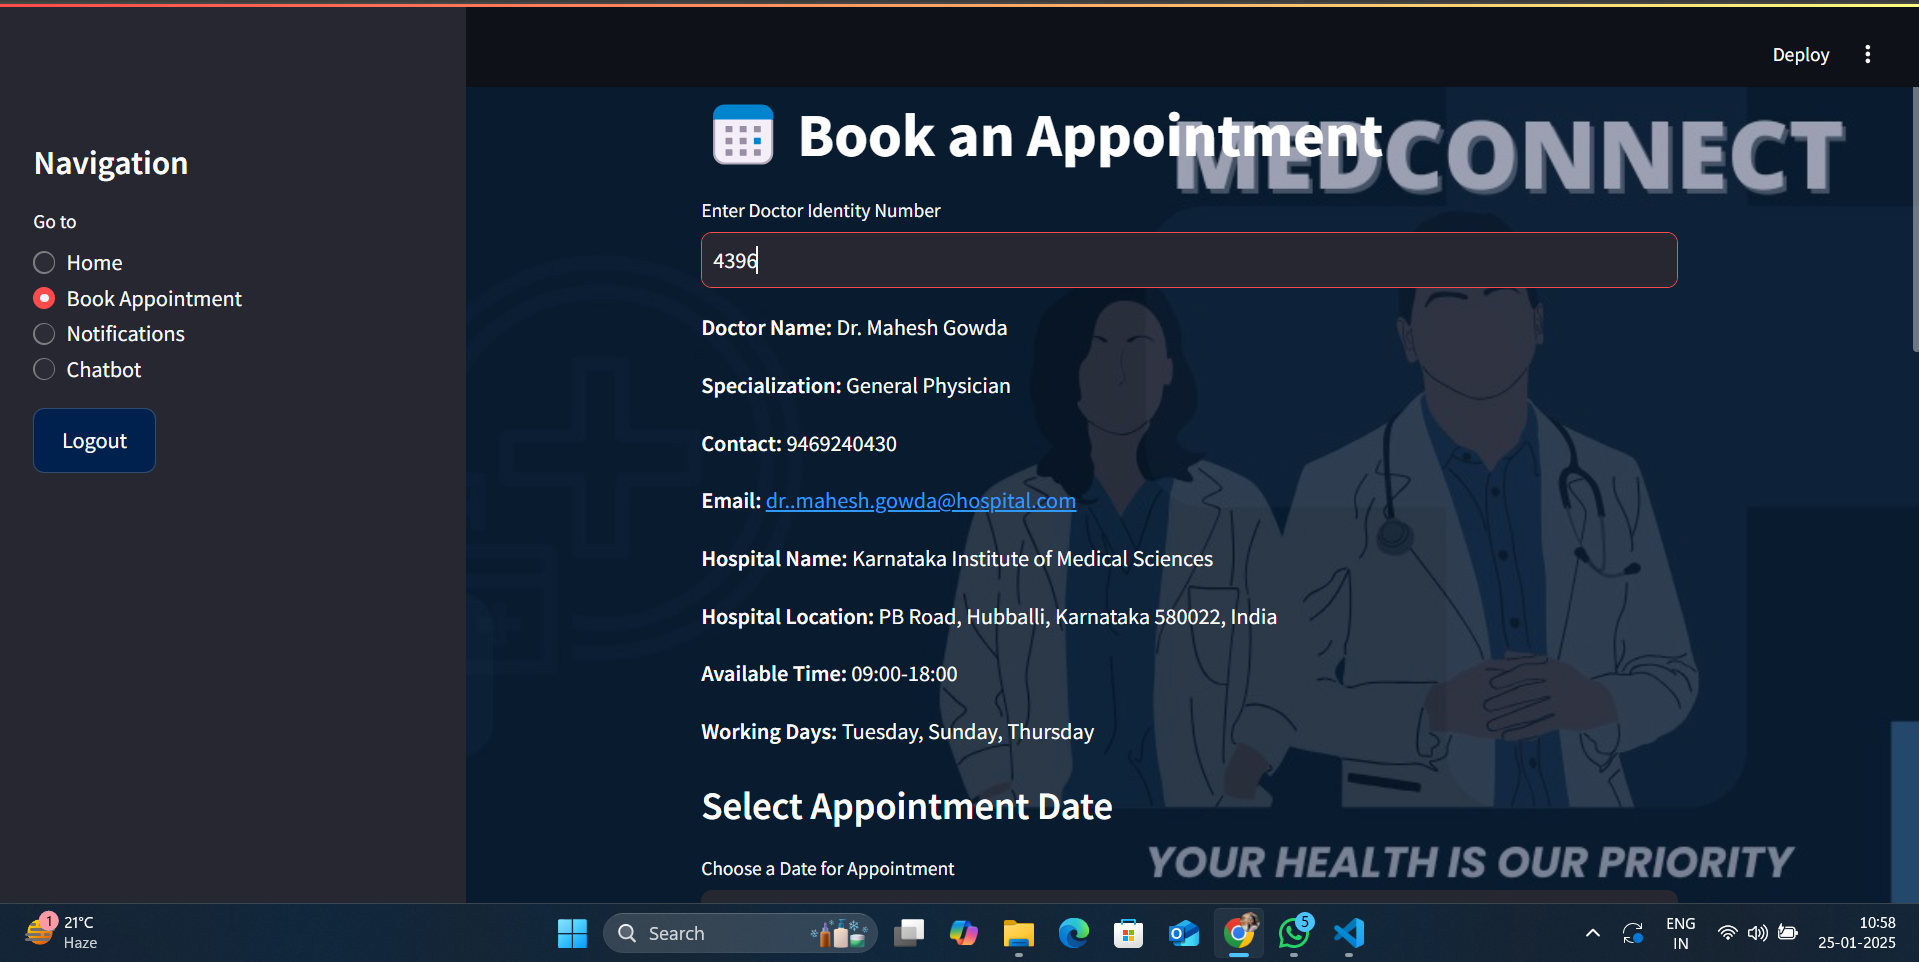 Deploy
Navigation
Go to
Home
Book Appointment
Notifications
Chatbot
Logout
Book an Appointment
MEDCONNECT
Enter Doctor Identity Number
4396
Doctor Name: Dr. Mahesh Gowda
Specialization: General Physician
Contact: 9469240430
Email: dr..mahesh.gowda@hospital.com
Hospital Name: Karnataka Institute of Medical Sciences
Hospital Location: PB Road, Hubballi, Karnataka 580022, India
Available Time: 09:00-18:00
Working Days: Tuesday, Sunday, Thursday
Select Appointment Date
Choose a Date for Appointment
YOUR HEALTH IS OUR PRIORITY
1
21°C
Haze
Search
5
ENG
IN
10:58
25-01-2025